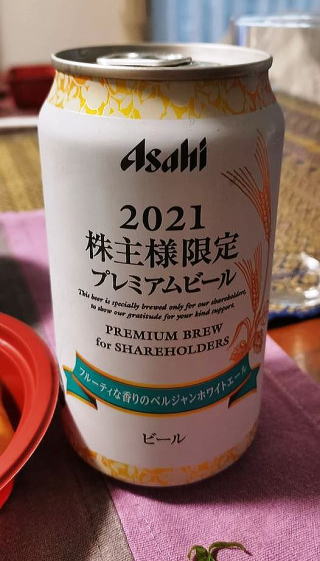 Asahi
2021
株主様限定
プレミアムビール
This beer is specially brewed only for our shareholders,
to show our gratitude for your kind support.
PREMIUM BREW
for SHAREHOLDERS
フルーティな香りのベルジャンホワイトエール
ビール